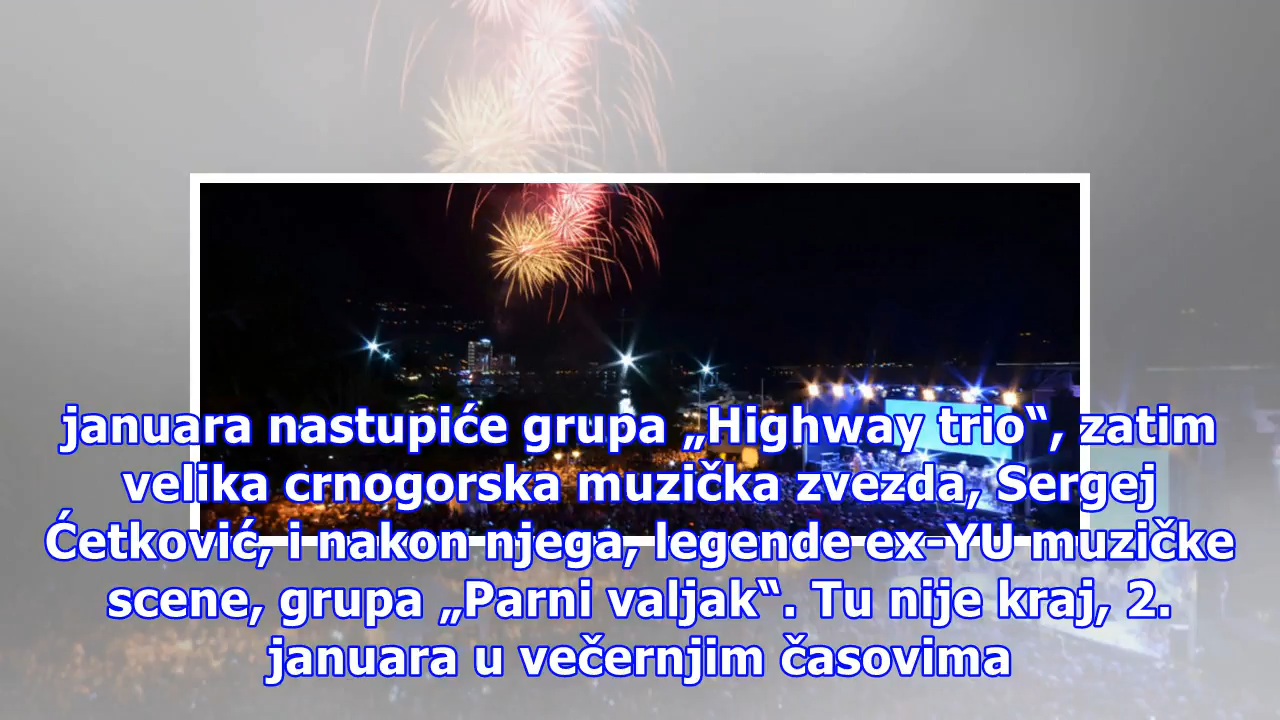 januara nastupiće grupa „Highway trio“, zatim
velika crnogorska muzička zvezda, Sergej
Ćetković, i nakon njega, legende ex-YU muzičke
scene, grupa „Parni valjak“. Tu nije kraj, 2.
januara u večernjim časovima